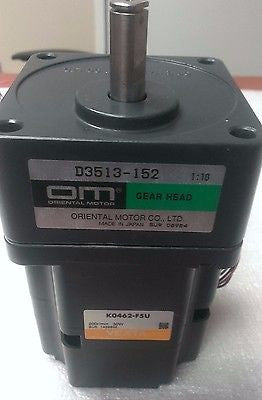 D3513-152 1:10
OM
ORIENTAL MOTOR
GEAR HEAD
ORIENTAL MOTOR CO., LTD.
MADE IN JAPAN
K0462-F5U